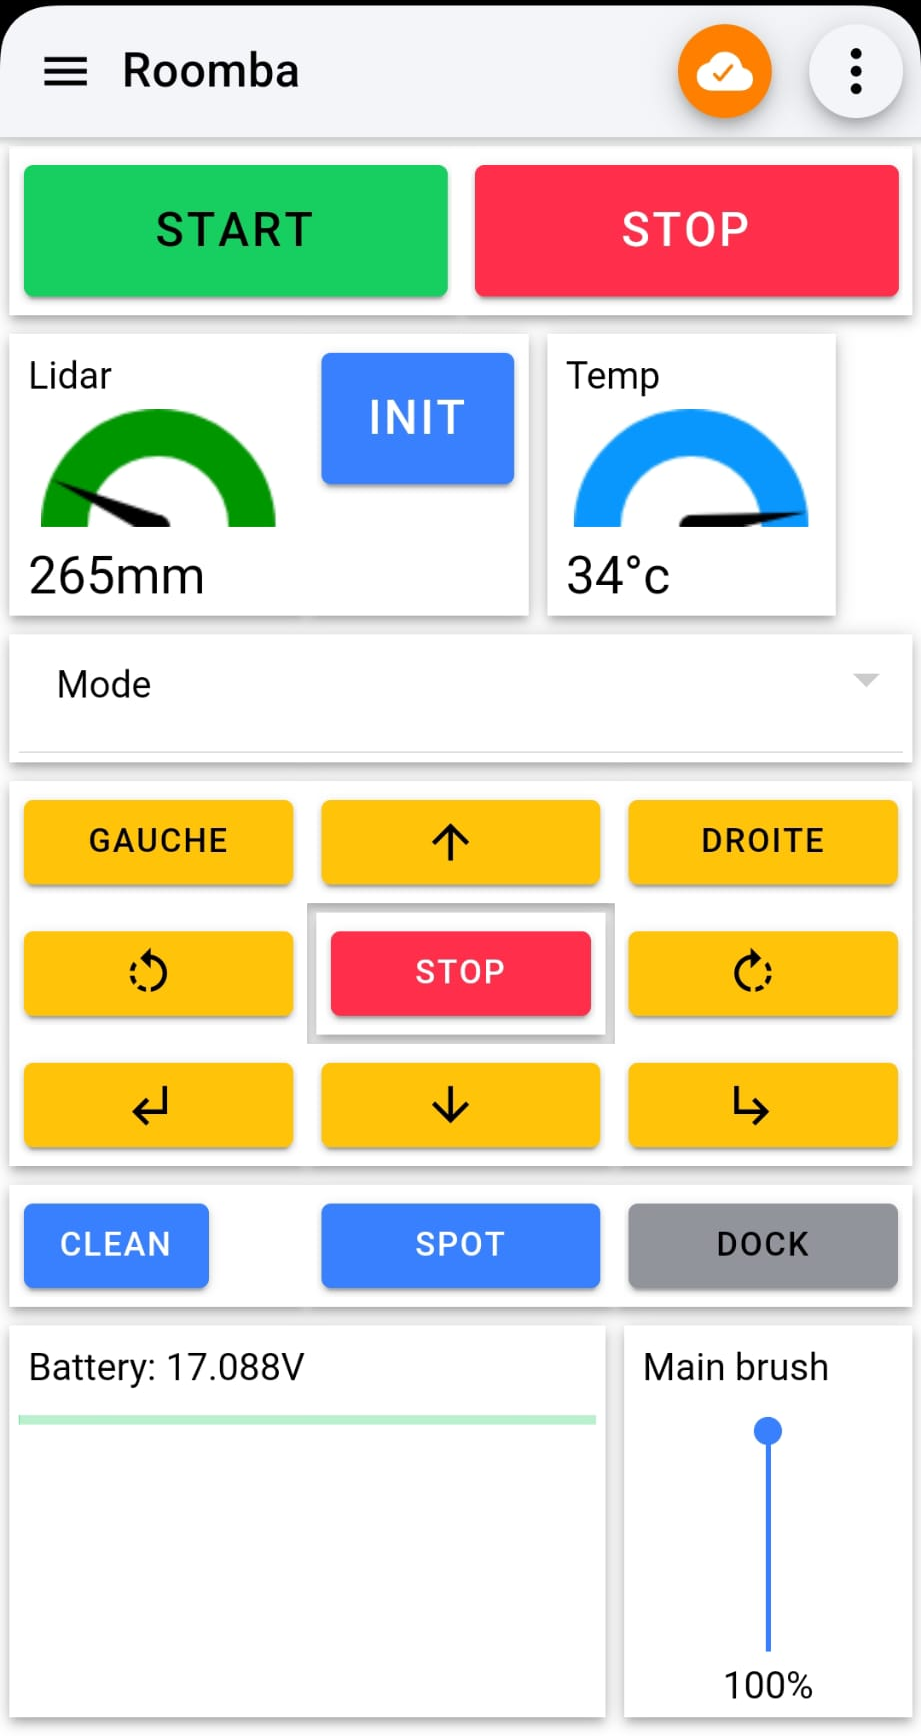 Roomba
START
STOP
Lidar
INIT
265mm
Temp
34°c
Mode
GAUCHE
DROITE
STOP
CLEAN
SPOT
DOCK
Battery: 17.088V
Main brush
100%